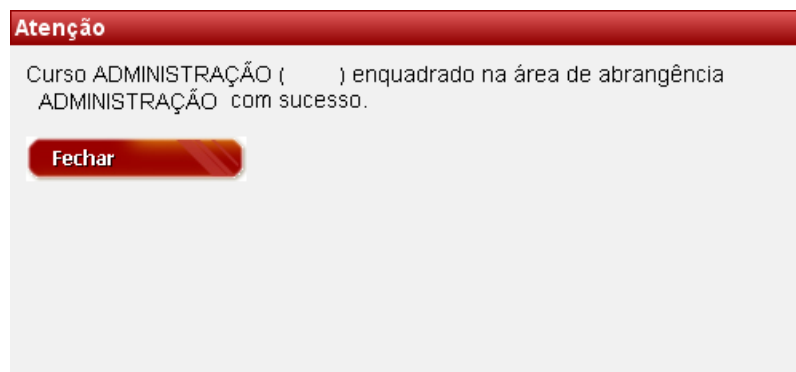 Atenção
Curso ADMINISTRAÇÃO ( ) enquadrado na área de abrangência
ADMINISTRAÇÃO com sucesso.
Fechar